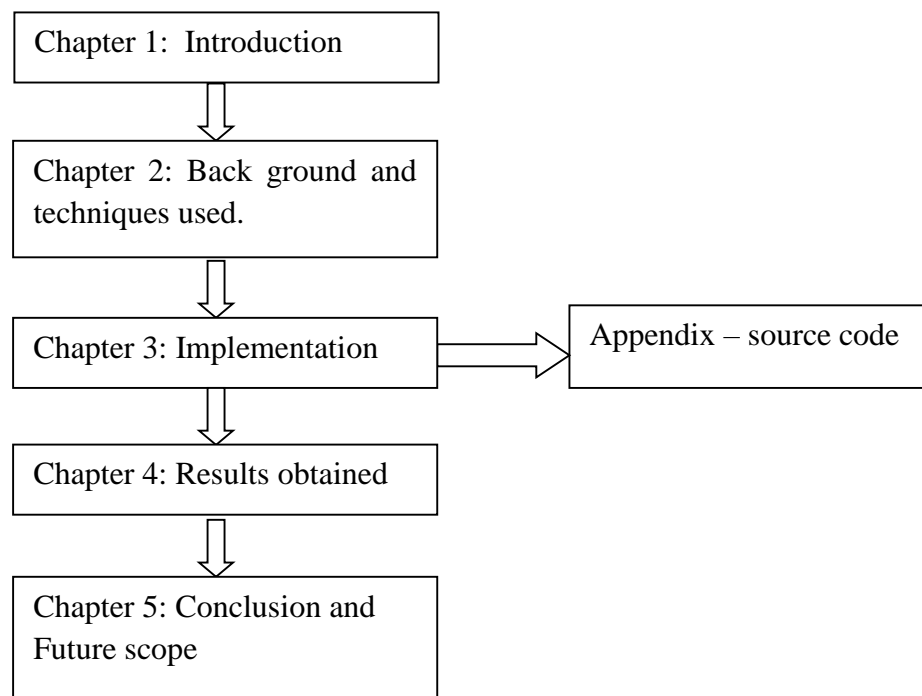 Chapter 1:  Introduction
Chapter 2: Back ground and
techniques used.
Chapter 3: Implementation
Appendix – source code
Chapter 4: Results obtained
Chapter 5: Conclusion and
Future scope